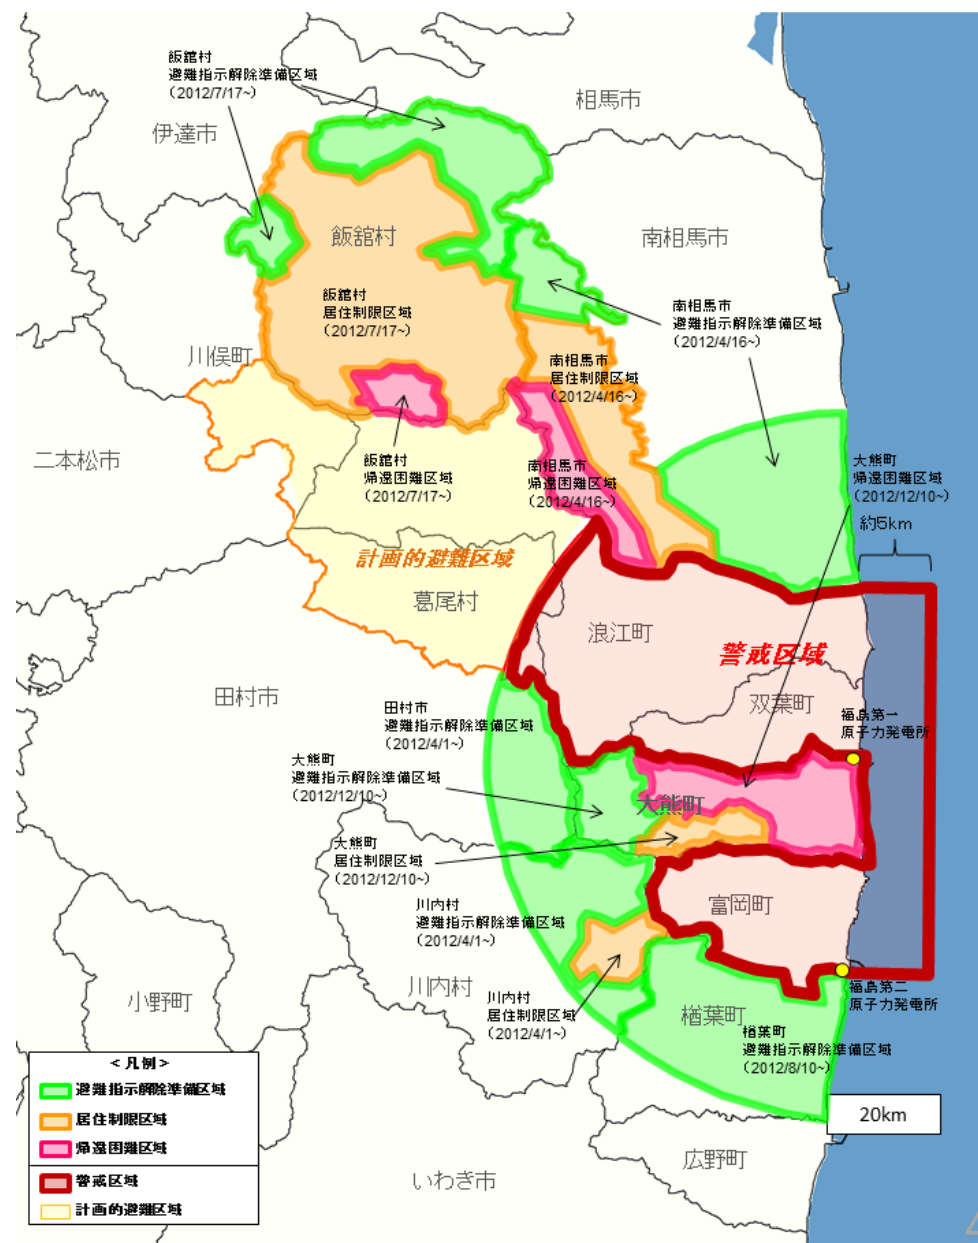 飯舘村
避難指示解除準備区域
(2012/7/17~)
相馬市
伊達市
飯舘村
南相馬市
飯舘村
居住制限区域
(2012/7/17~)
南相馬市
避難指示解除準備区域
(2012/4/16~)
川俣町
南相馬市
居住制限区域
(2012/4/16~)
二本松市
飯舘村
帰還困難区域
(2012/7/17~)
南相馬市
帰還困難区域
(2012/4/16~)
大熊町
帰還困難区域
(2012/12/10~)
約5km
計画的避難区域
葛尾村
浪江町
警戒区域
双葉町
田村市
田村市
避難指示解除準備区域
(2012/4/1~)
福島第一
原子力発電所
大熊町
避難指示解除準備区域
(2012/12/10~)
大熊町
大熊町
居住制限区域
(2012/12/10~)
川内村
避難指示解除準備区域
(2012/4/1~)
富岡町
川内村
川内村
居住制限区域
(2012/4/1~)
福島第二
原子力発電所
小野町
楢葉町
楢葉町
避難指示解除準備区域
(2012/8/10~)
20km
広野町
いわき市
<凡例>
避難指示解除準備区域
居住制限区域
帰還困難区域
警戒区域
計画的避難区域